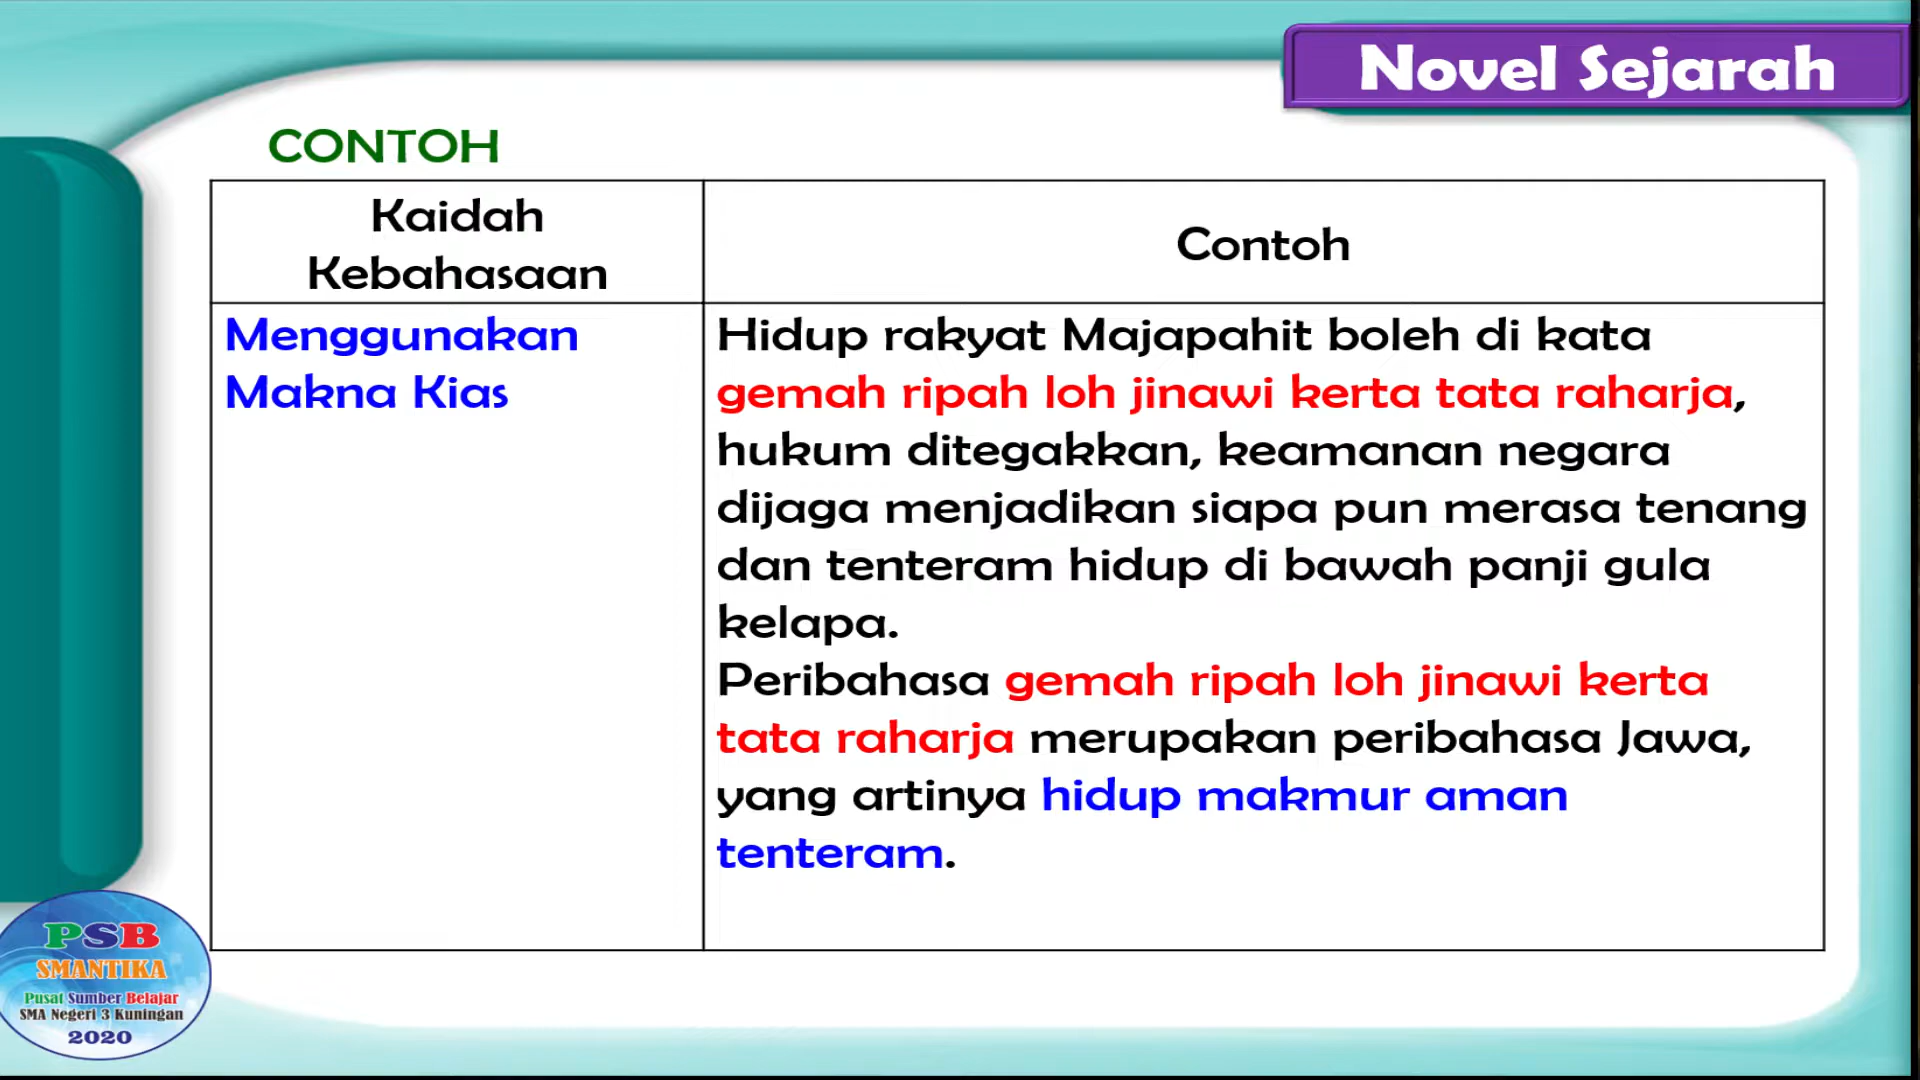 Novel Sejarah
CONTOH
Kaidah
Kebahasaan
Contoh
Menggunakan
Makna Kias
Hidup rakyat Majapahit boleh di kata
gemah ripah loh jinawi kerta tata raharja,
hukum ditegakkan, keamanan negara
dijaga menjadikan siapa pun merasa tenang
dan tenteram hidup di bawah panji gula
kelapa.
Peribahasa gemah ripah loh jinawi kerta
tata raharja merupakan peribahasa Jawa,
yang artinya hidup makmur aman
tenteram.
PSB
SMANTIKA
Pusat Sumber Belajar
SMA Negeri 3 Kuningan
2020